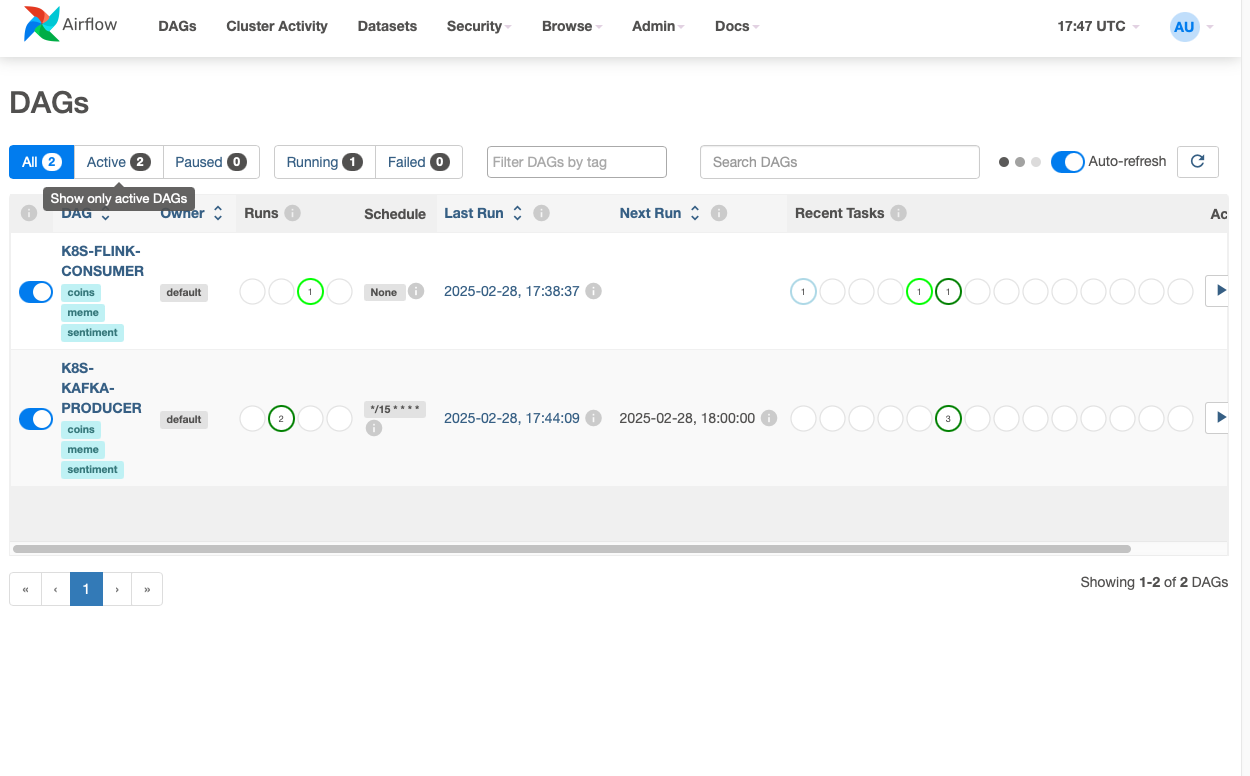 Airflow DAGs Cluster Activity Datasets Security Browse Admin Docs 17:47 UTC AU
DAGs
All 2 Active 2 Paused 0 Running 1 Failed 0 Filter DAGs by tag Search DAGs Auto-refresh
Show only active DAGs
DAG Owner Runs Schedule Last Run Next Run Recent Tasks Ac
K8S-FLINK-
CONSUMER
coins
meme
sentiment
default 1 None 2025-02-28, 17:38:37 1 1 1
K8S-
KAFKA-
PRODUCER
coins
meme
sentiment
default 2 */15 * * * * 2025-02-28, 17:44:09 2025-02-28, 18:00:00 3
« ‹ 1 › »
Showing 1-2 of 2 DAGs